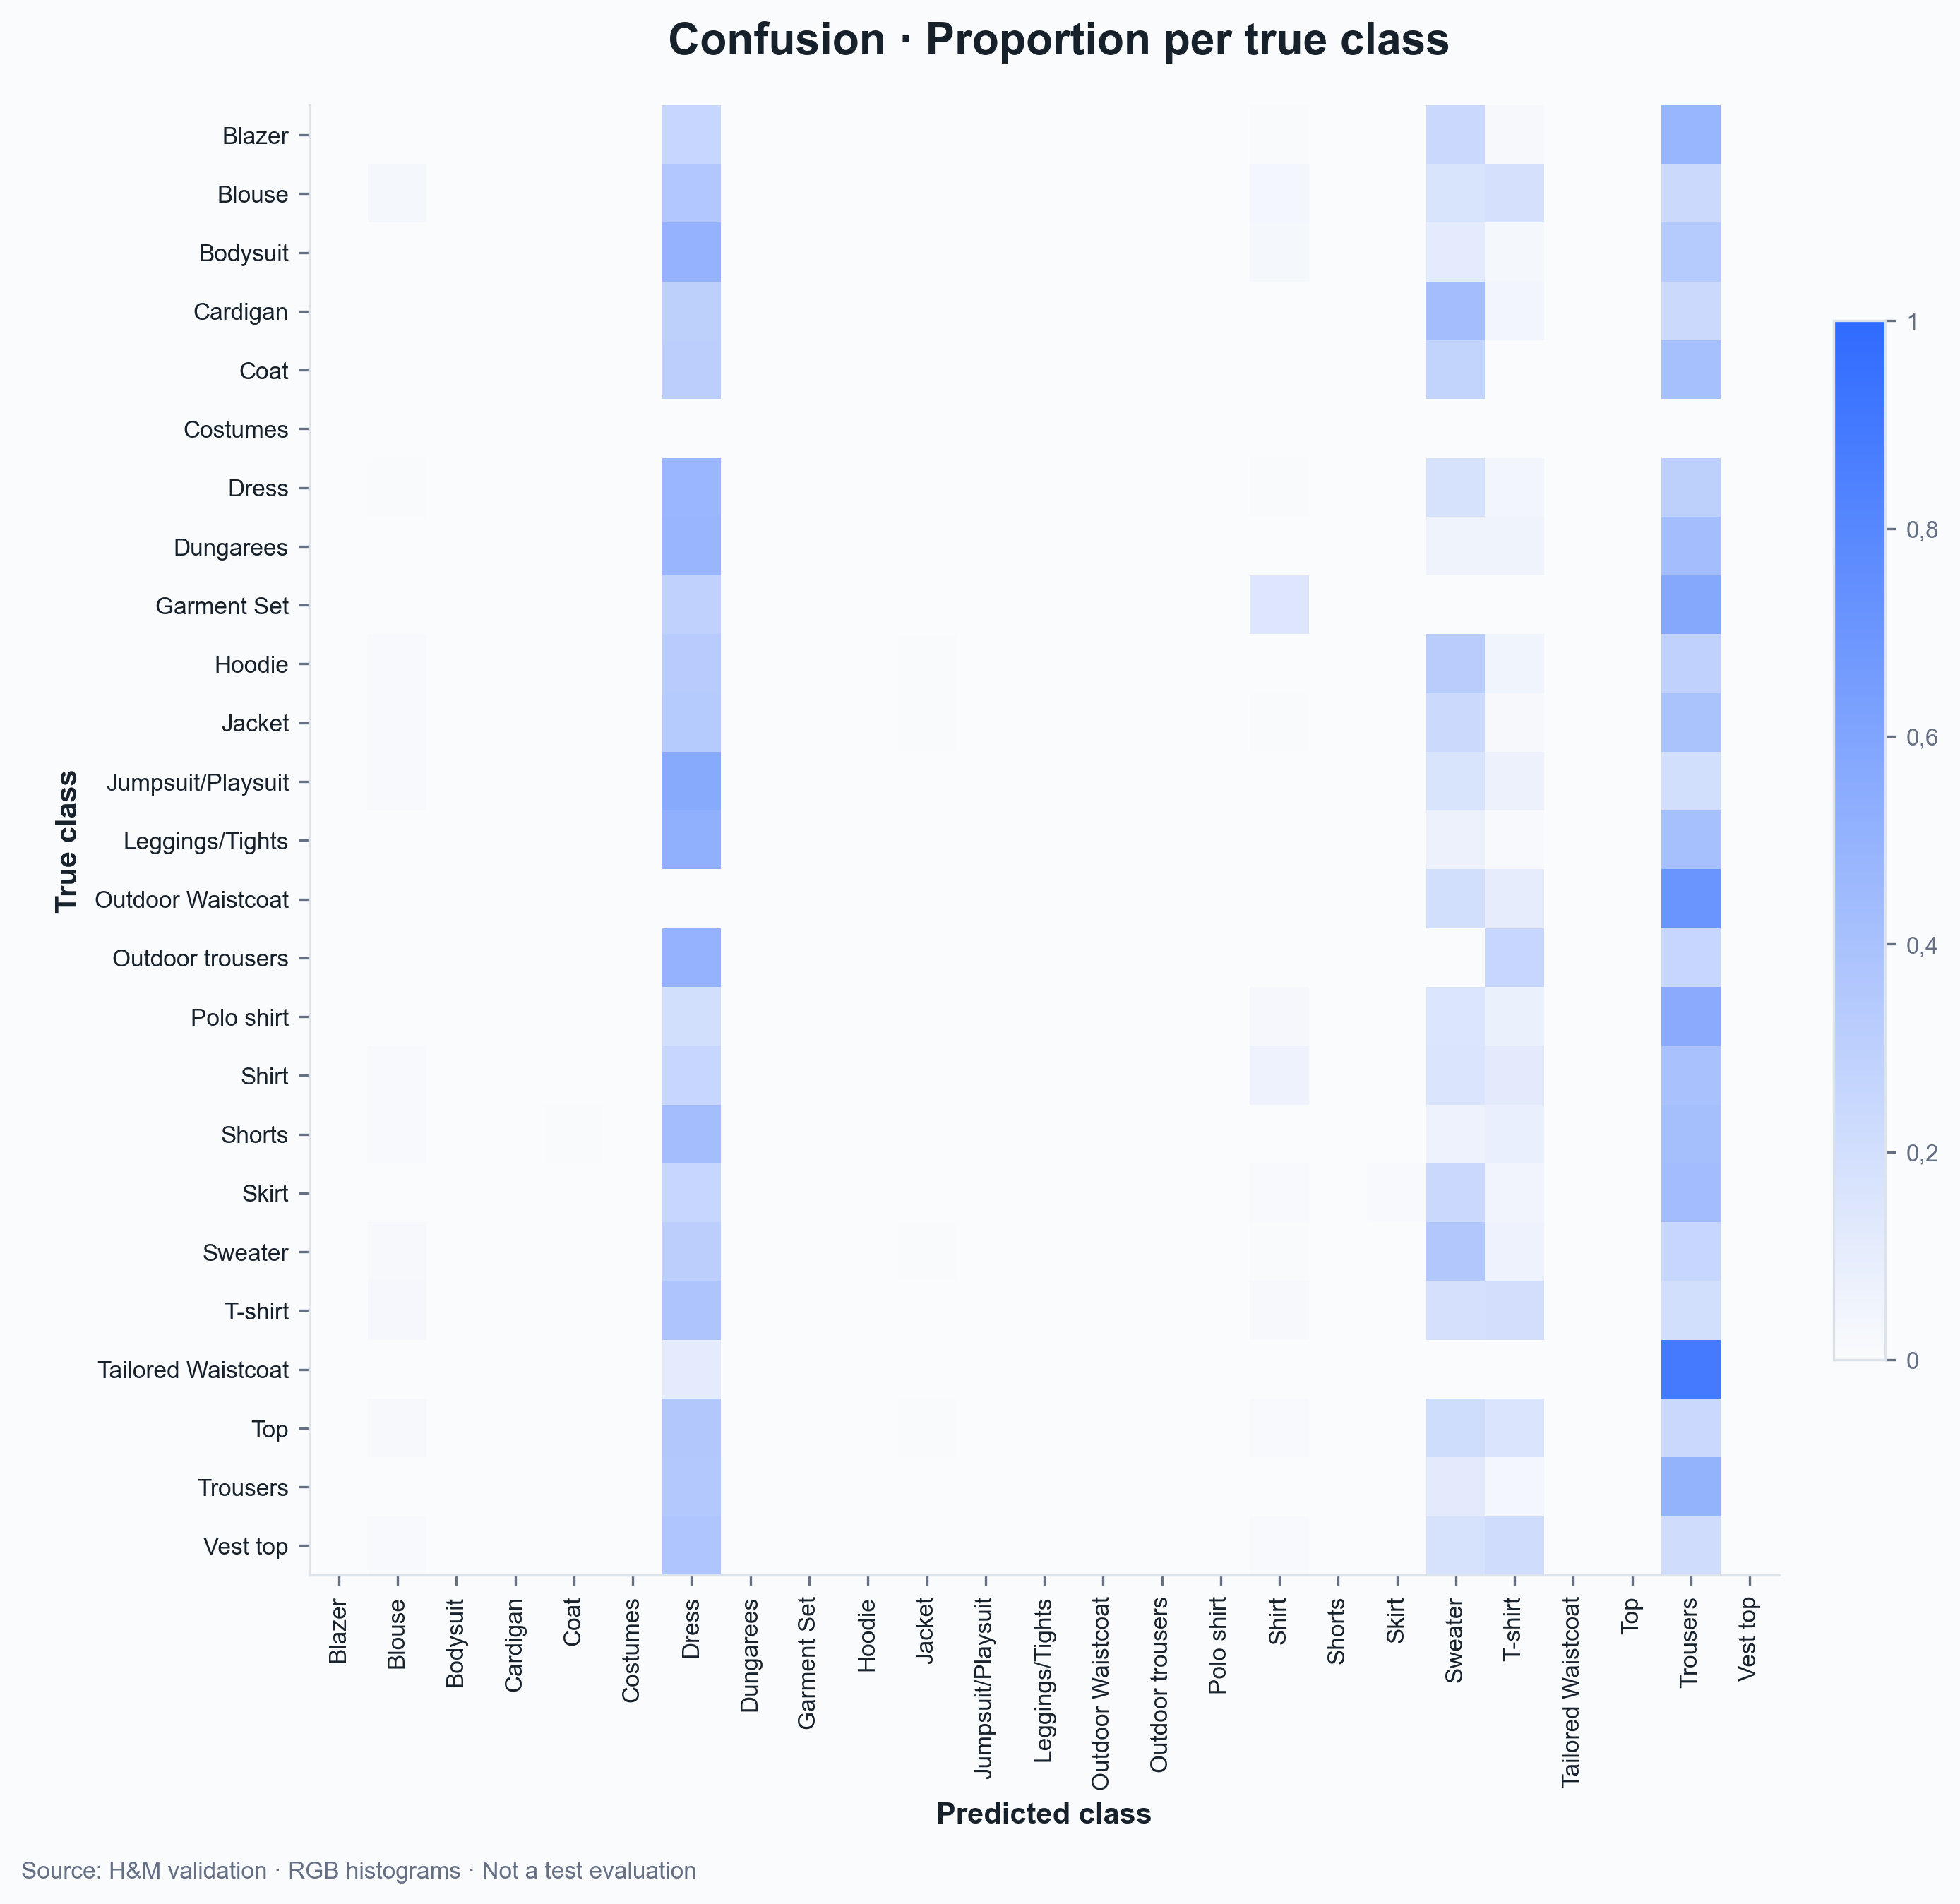 Confusion · Proportion per true class
True class
Blazer
Blouse
Bodysuit
Cardigan
Coat
Costumes
Dress
Dungarees
Garment Set
Hoodie
Jacket
Jumpsuit/Playsuit
Leggings/Tights
Outdoor Waistcoat
Outdoor trousers
Polo shirt
Shirt
Shorts
Skirt
Sweater
T-shirt
Tailored Waistcoat
Top
Trousers
Vest top
1
0,8
0,6
0,4
0,2
0
Blazer
Blouse
Bodysuit
Cardigan
Coat
Costumes
Dress
Dungarees
Garment Set
Hoodie
Jacket
Jumpsuit/Playsuit
Leggings/Tights
Outdoor Waistcoat
Outdoor trousers
Polo shirt
Shirt
Shorts
Skirt
Sweater
T-shirt
Tailored Waistcoat
Top
Trousers
Vest top
Predicted class
Source: H&M validation · RGB histograms · Not a test evaluation